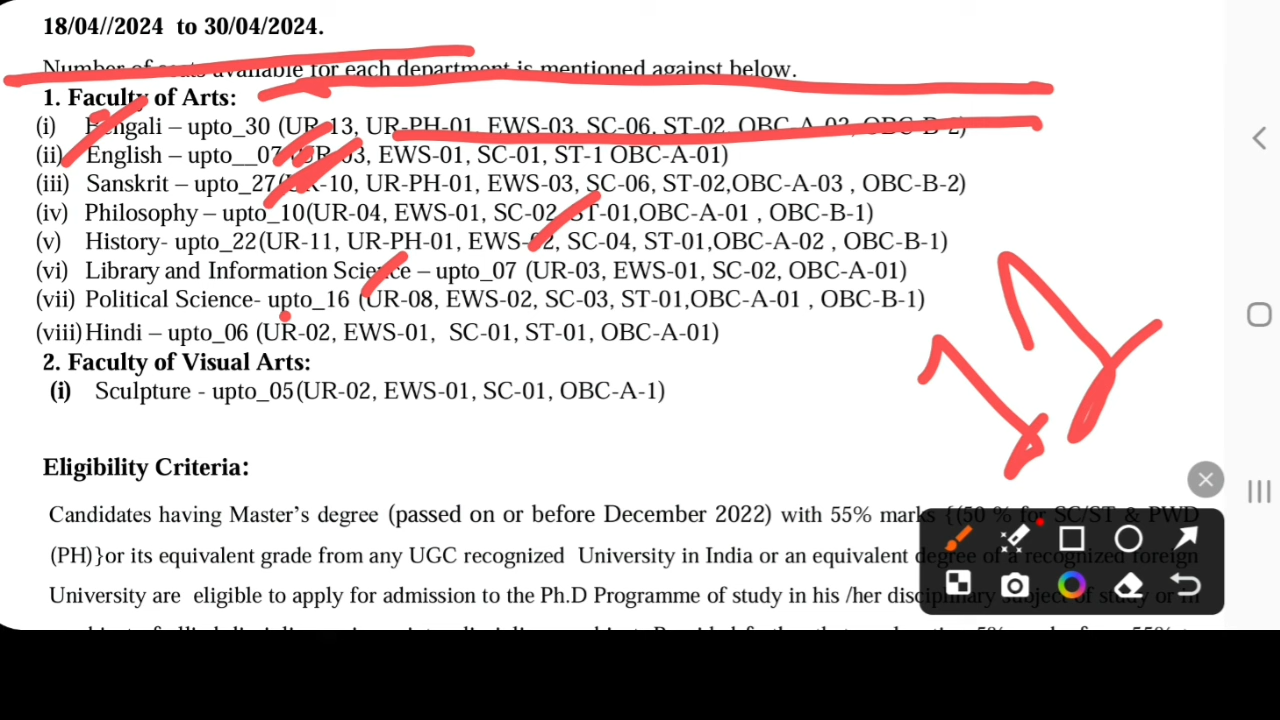 18/04//2024 to 30/04/2024.
Number of seats available for each department is mentioned against below.
1. Faculty of Arts:
(i) Bengali – upto_30 (UR-13, UR-PH-01, EWS-03, SC-06, ST-02, OBC-A-03, OBC-B-2)
(ii) English – upto__07 (UR-03, EWS-01, SC-01, ST-1 OBC-A-01)
(iii) Sanskrit – upto_27(UR-10, UR-PH-01, EWS-03, SC-06, ST-02,OBC-A-03 , OBC-B-2)
(iv) Philosophy – upto_10(UR-04, EWS-01, SC-02, ST-01,OBC-A-01 , OBC-B-1)
(v) History- upto_22(UR-11, UR-PH-01, EWS-02, SC-04, ST-01,OBC-A-02 , OBC-B-1)
(vi) Library and Information Science – upto_07 (UR-03, EWS-01, SC-02, OBC-A-01)
(vii) Political Science- upto_16 (UR-08, EWS-02, SC-03, ST-01,OBC-A-01 , OBC-B-1)
(viii) Hindi – upto_06 (UR-02, EWS-01, SC-01, ST-01, OBC-A-01)
2. Faculty of Visual Arts:
(i) Sculpture - upto_05(UR-02, EWS-01, SC-01, OBC-A-1)
Eligibility Criteria:
Candidates having Master's degree (passed on or before December 2022) with 55% marks {(50 % for SC/ST & PWD
(PH)}or its equivalent grade from any UGC recognized University in India or an equivalent degree of a recognized foreign
University are eligible to apply for admission to the Ph.D Programme of study in his /her disciplinary subject of study or in